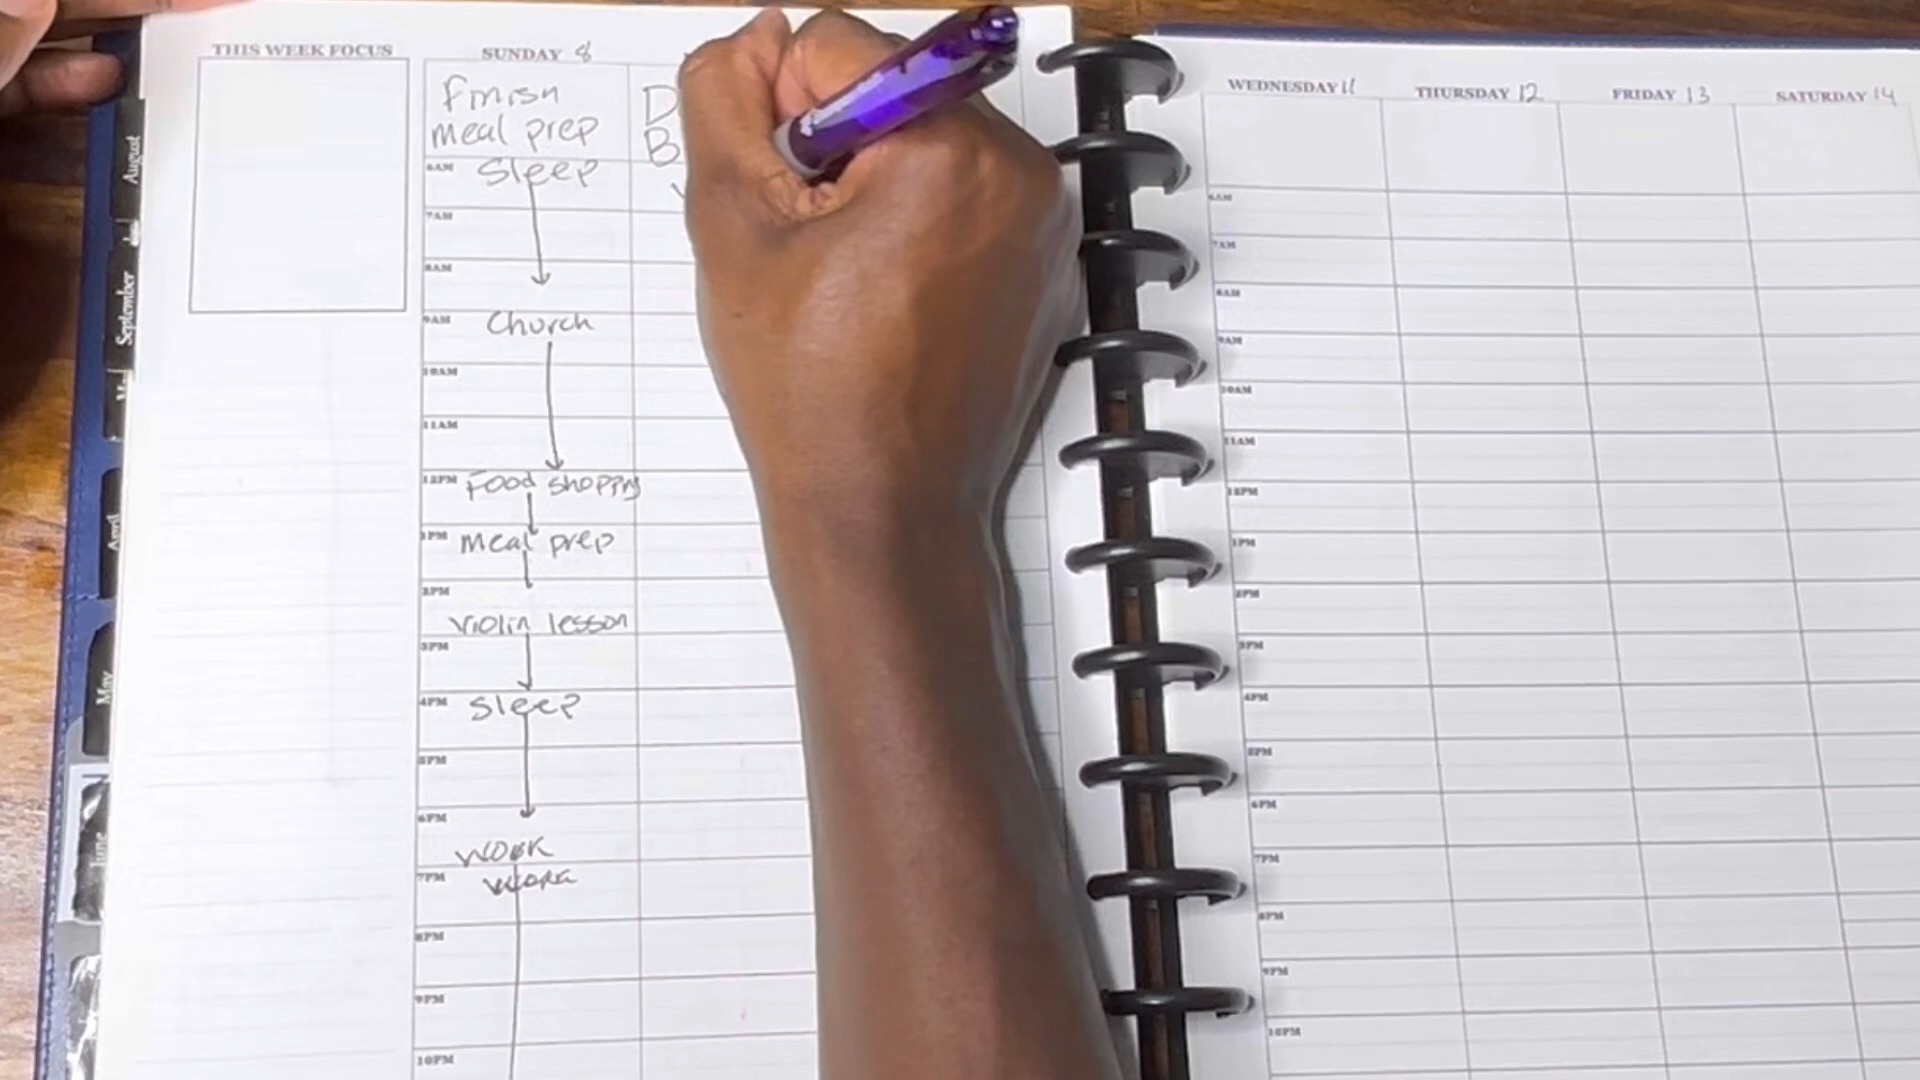 THIS WEEK FOCUS
SUNDAY 8
Finish
meal prep
D
B
6AM Sleep
7AM
8AM
9AM Church
10AM
11AM
12PM Food shopping
1PM meal prep
2PM
violin lesson
3PM
4PM Sleep
5PM
6PM
work
7PM work
8PM
9PM
10PM
WEDNESDAY 11
THURSDAY 12
FRIDAY 13
SATURDAY 14
6AM
7AM
8AM
9AM
10AM
11AM
12PM
1PM
2PM
3PM
4PM
5PM
6PM
7PM
8PM
9PM
10PM
August
September
April
May
June